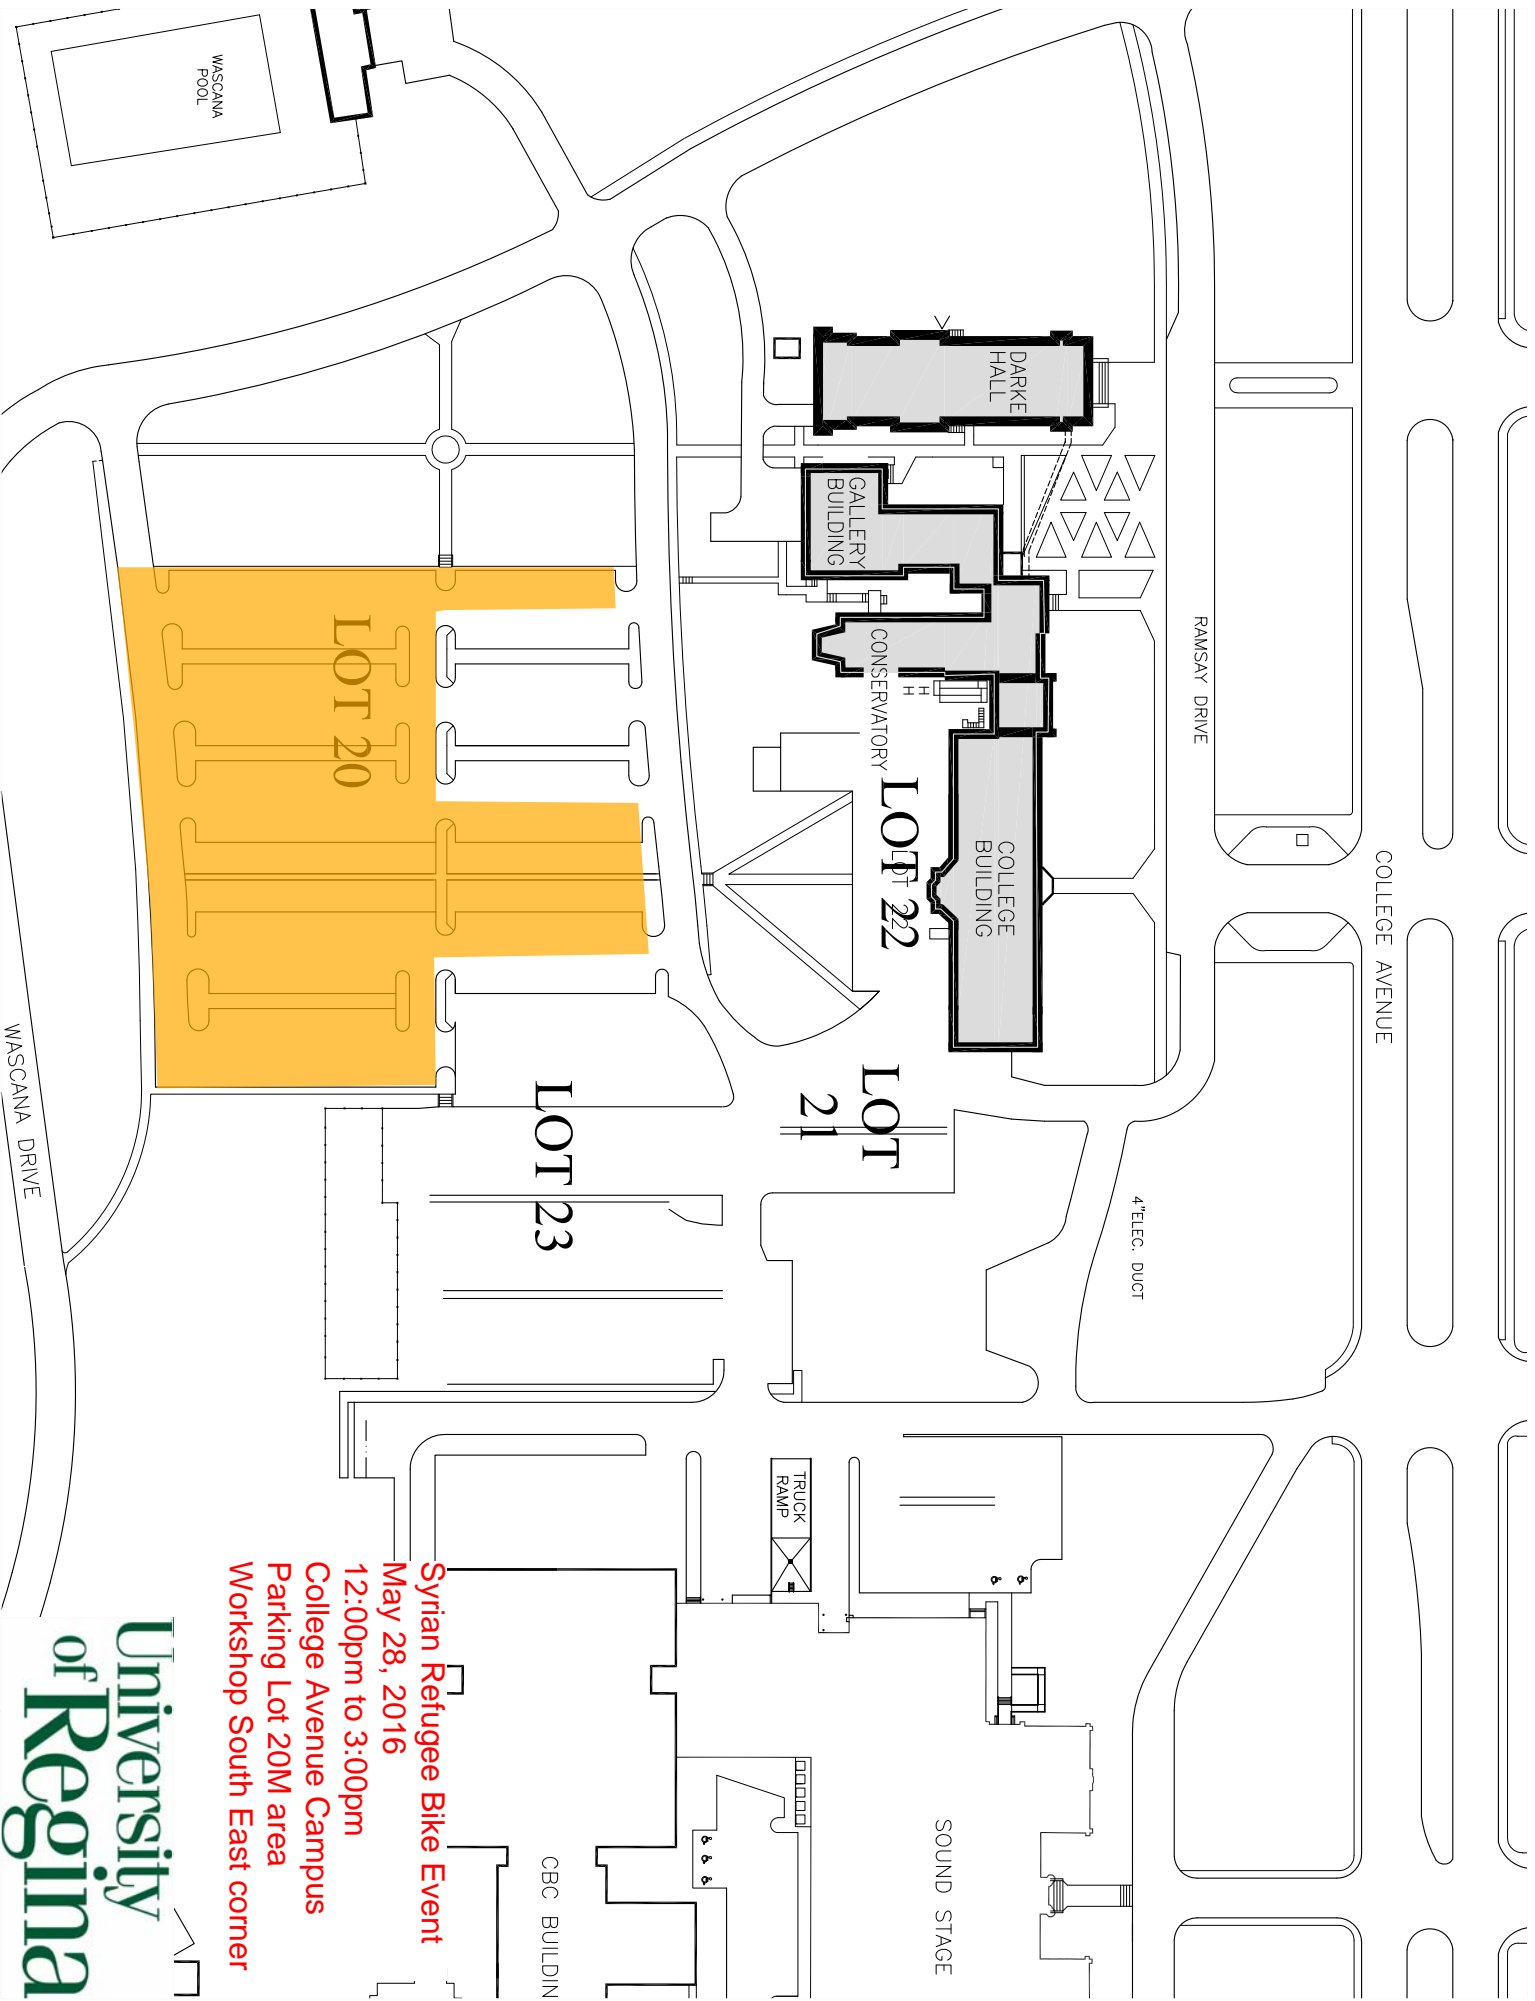 COLLEGE AVENUE
RAMSAY DRIVE
4"ELEC. DUCT
DARKE
HALL
GALLERY
BUILDING
CONSERVATORY
H
H
COLLEGE
BUILDING
LOT 22
LOT 22
LOT
21
SOUND STAGE
TRUCK
RAMP
LOT 23
CBC BUILDIN
LOT 20
WASCANA
POOL
WASCANA DRIVE
Syrian Refugee Bike Event
May 28, 2016
12:00pm to 3:00pm
College Avenue Campus
Parking Lot 20M area
Workshop South East corner
University
of Regina